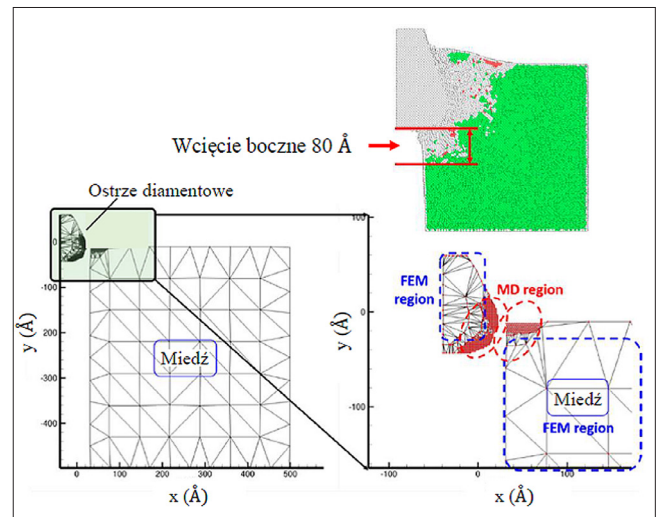 Wcięcie boczne 80 Å
Ostrze diamentowe
0
-100
-200
-300
-400
y (Å)
Miedź
0
100
200
300
400
500
x (Å)
100
0
-100
y (Å)
FEM
region
MD region
Miedź
FEM region
-100
0
100
x (Å)